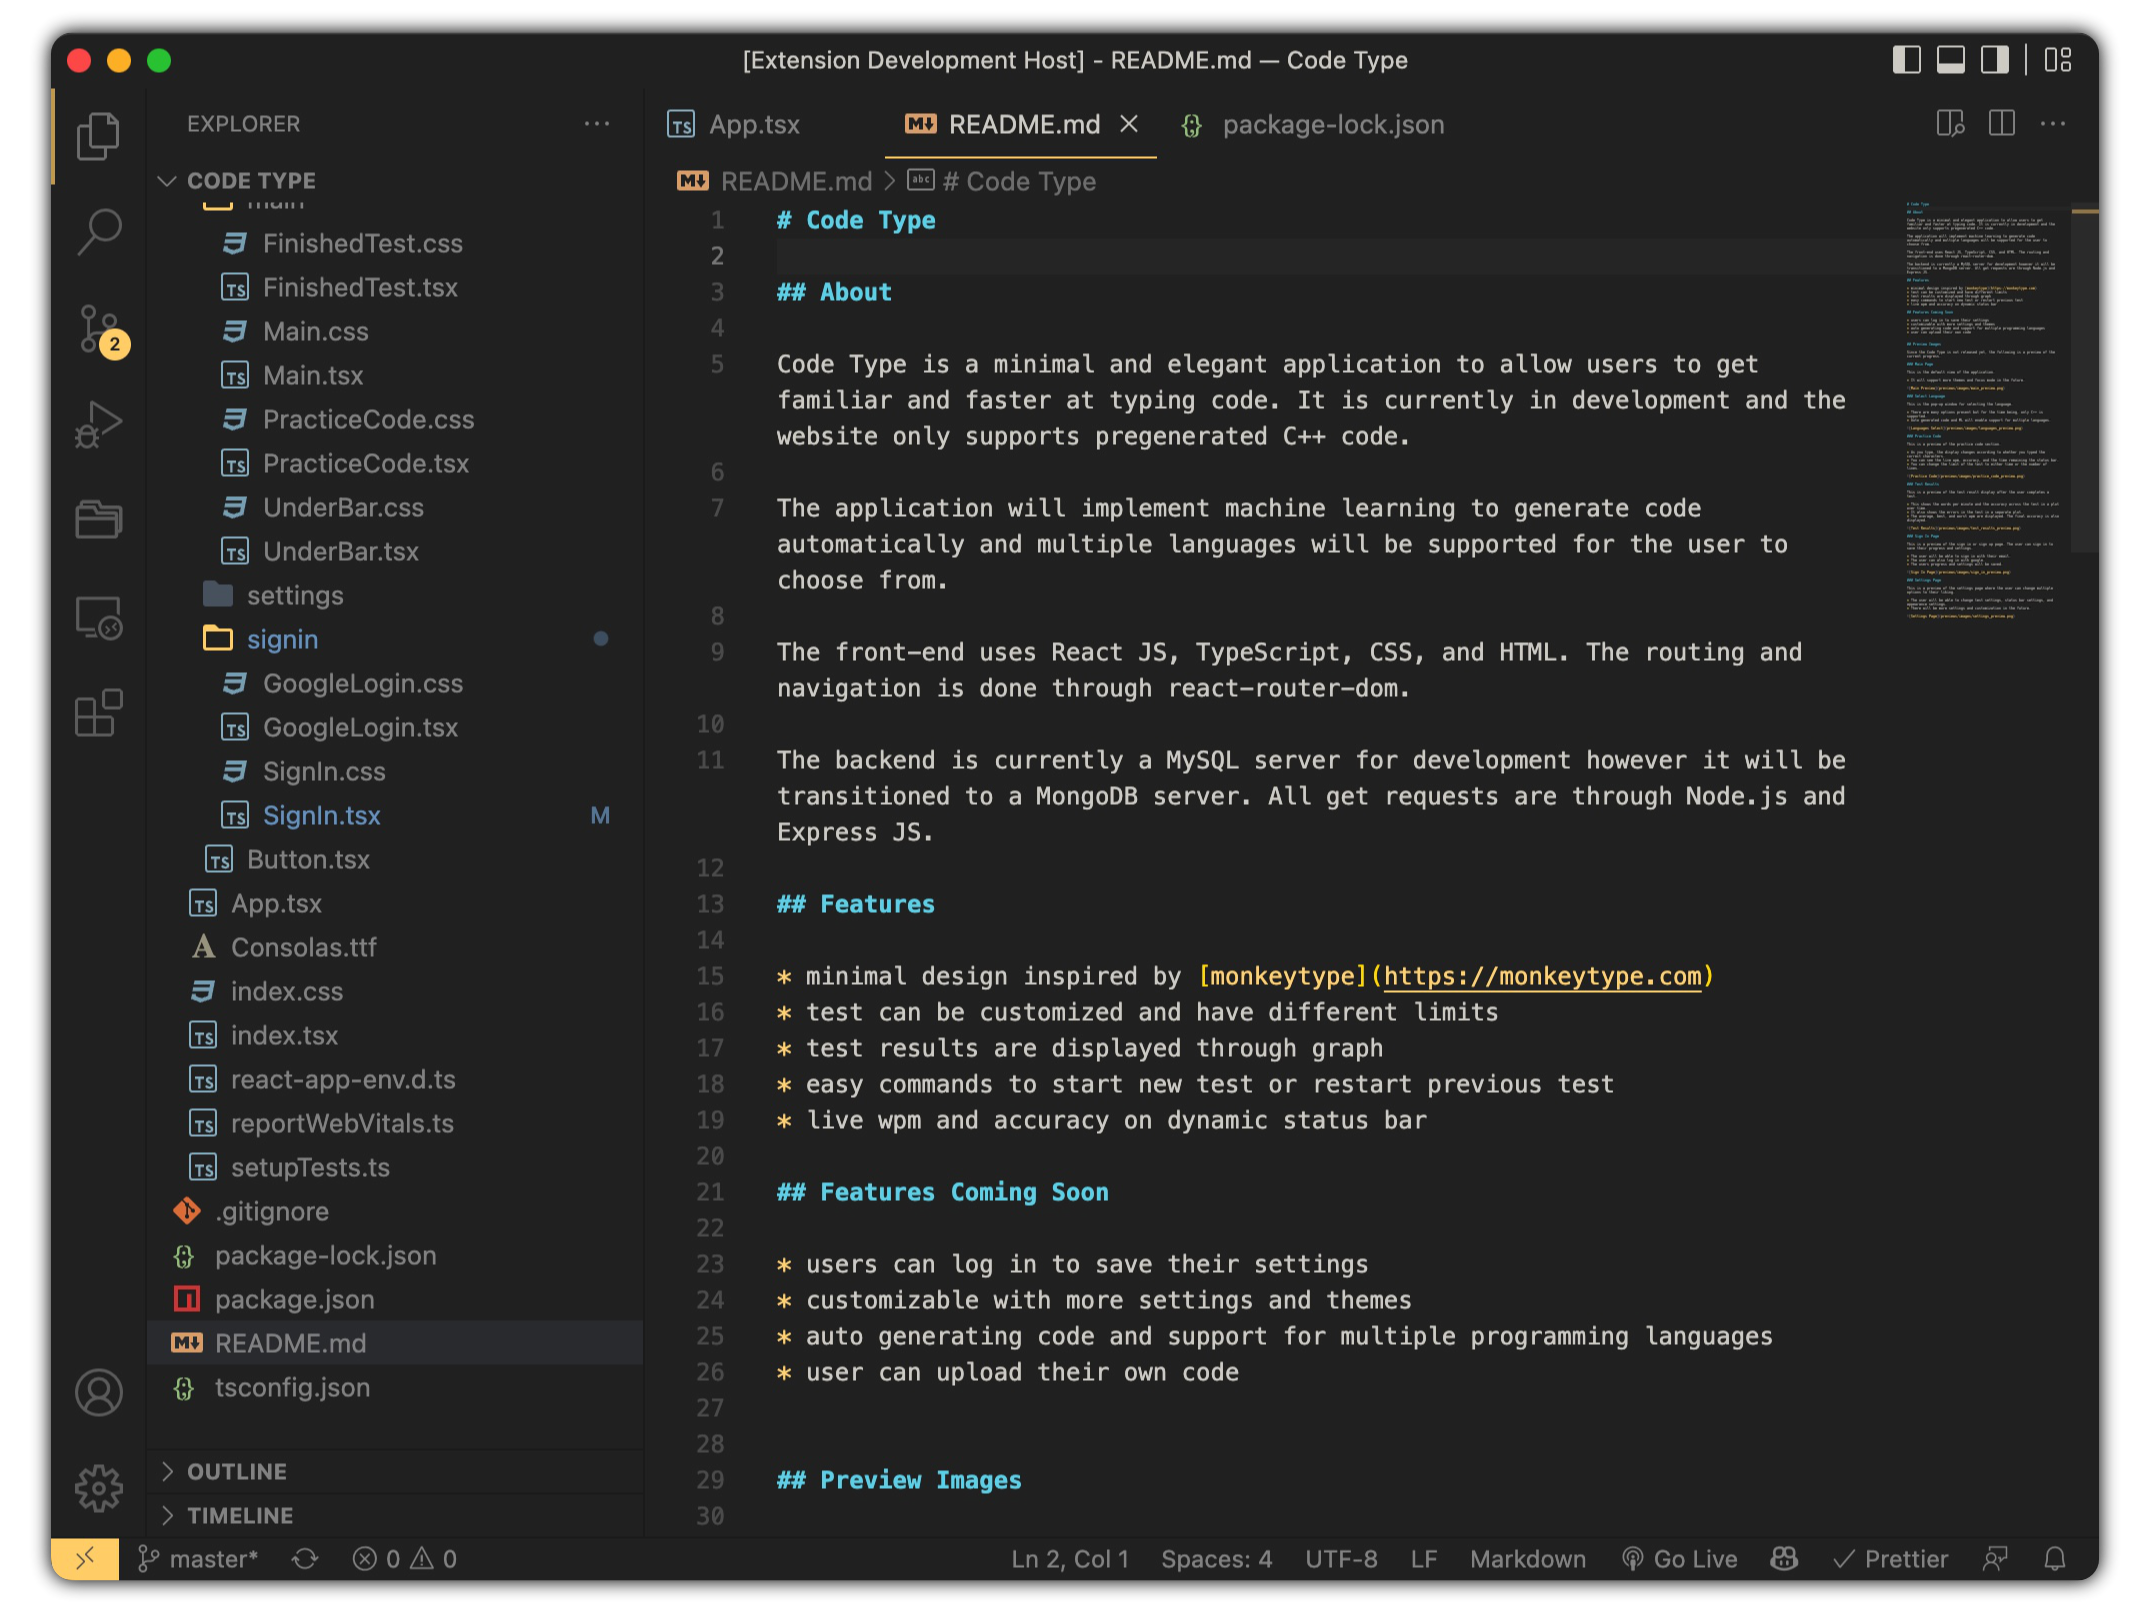 [Extension Development Host] - README.md — Code Type
EXPLORER
CODE TYPE
main
FinishedTest.css
FinishedTest.tsx
Main.css
Main.tsx
PracticeCode.css
PracticeCode.tsx
UnderBar.css
UnderBar.tsx
settings
signin
GoogleLogin.css
GoogleLogin.tsx
SignIn.css
SignIn.tsx M
Button.tsx
App.tsx
Consolas.ttf
index.css
index.tsx
react-app-env.d.ts
reportWebVitals.ts
setupTests.ts
.gitignore
package-lock.json
package.json
README.md
tsconfig.json
OUTLINE
TIMELINE
2
App.tsx README.md package-lock.json
README.md > # Code Type
1 # Code Type
2
3 ## About
4
5 Code Type is a minimal and elegant application to allow users to get
familiar and faster at typing code. It is currently in development and the
website only supports pregenerated C++ code.
6
7 The application will implement machine learning to generate code
automatically and multiple languages will be supported for the user to
choose from.
8
9 The front-end uses React JS, TypeScript, CSS, and HTML. The routing and
navigation is done through react-router-dom.
10
11 The backend is currently a MySQL server for development however it will be
transitioned to a MongoDB server. All get requests are through Node.js and
Express JS.
12
13 ## Features
14
15 * minimal design inspired by [monkeytype](https://monkeytype.com)
16 * test can be customized and have different limits
17 * test results are displayed through graph
18 * easy commands to start new test or restart previous test
19 * live wpm and accuracy on dynamic status bar
20
21 ## Features Coming Soon
22
23 * users can log in to save their settings
24 * customizable with more settings and themes
25 * auto generating code and support for multiple programming languages
26 * user can upload their own code
27
28
29 ## Preview Images
30
master* 0 0 Ln 2, Col 1 Spaces: 4 UTF-8 LF Markdown Go Live Prettier